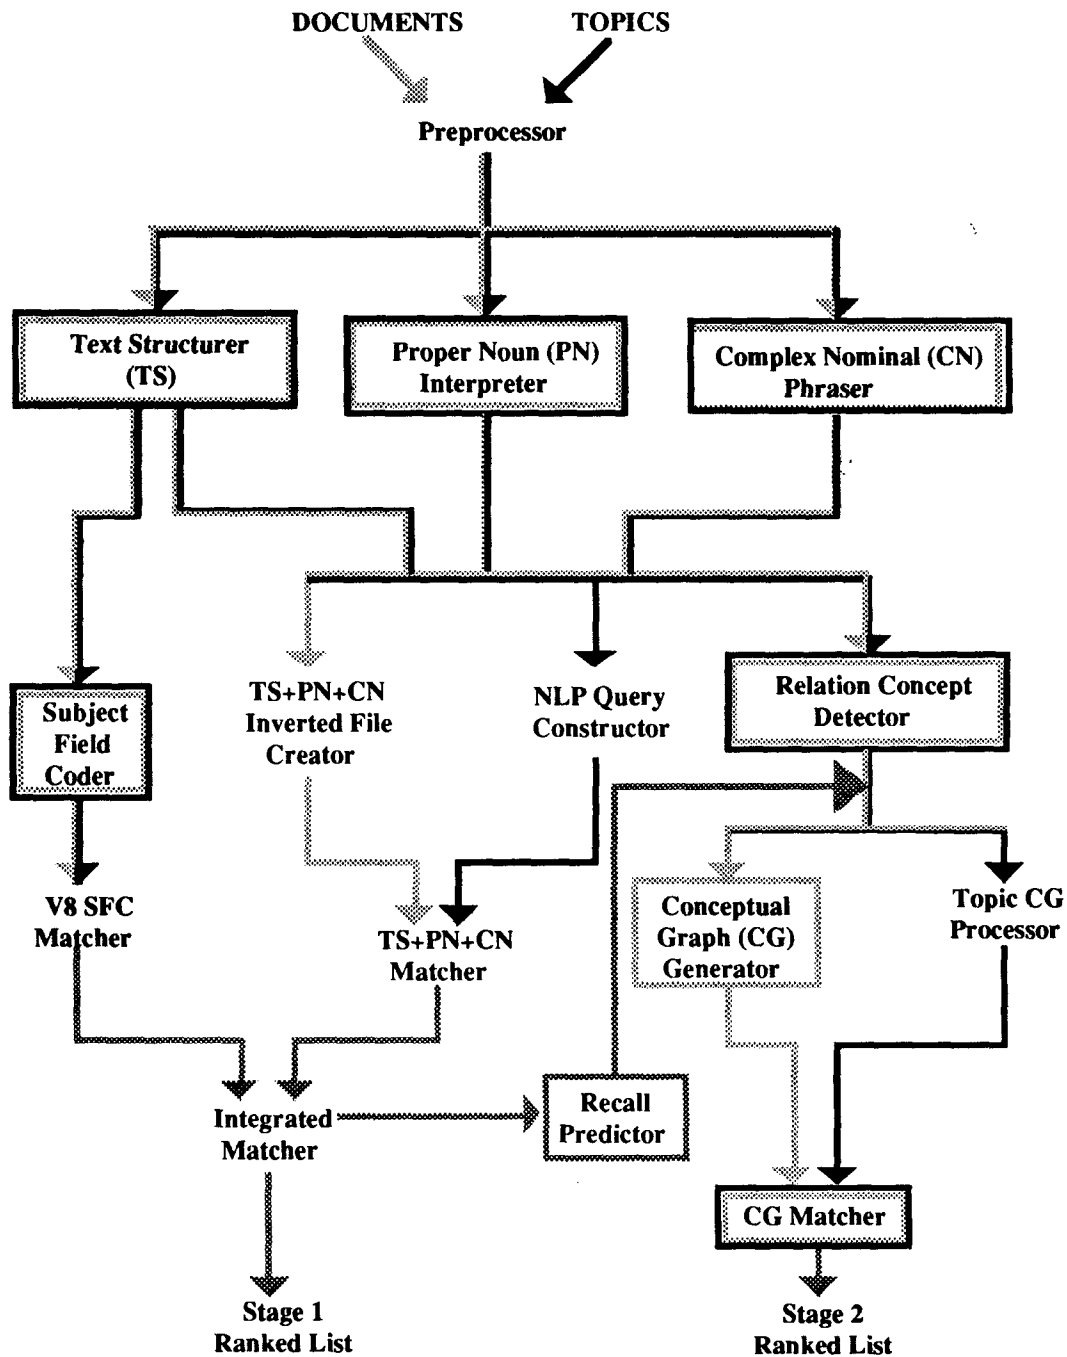 DOCUMENTS
TOPICS
Preprocessor
Text Structurer
(TS)
Proper Noun (PN)
Interpreter
Complex Nominal (CN)
Phraser
Subject
Field
Coder
TS+PN+CN
Inverted File
Creator
NLP Query
Constructor
Relation Concept
Detector
V8 SFC
Matcher
TS+PN+CN
Matcher
Conceptual
Graph (CG)
Generator
Topic CG
Processor
Integrated
Matcher
Recall
Predictor
CG Matcher
Stage 1
Ranked List
Stage 2
Ranked List